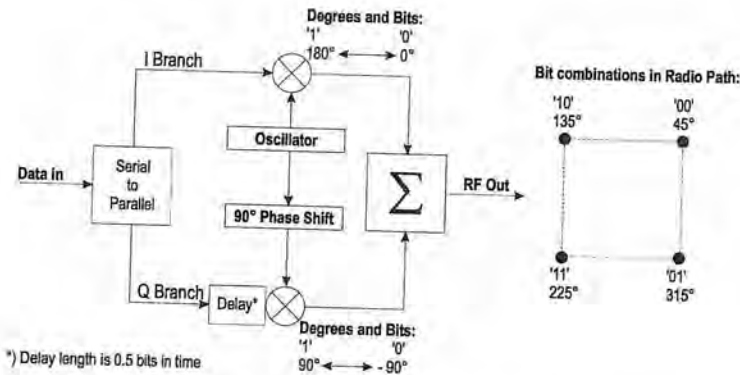 Degrees and Bits:
'1' '0'
180° 0°
I Branch
Bit combinations in Radio Path:
'10' '00'
135° 45°
Oscillator
Data in
Serial
to
Parallel
Σ
RF Out
90° Phase Shift
Q Branch
Delay*
'11' '01'
225° 315°
Degrees and Bits:
'1' '0'
90° - 90°
*) Delay length is 0.5 bits in time